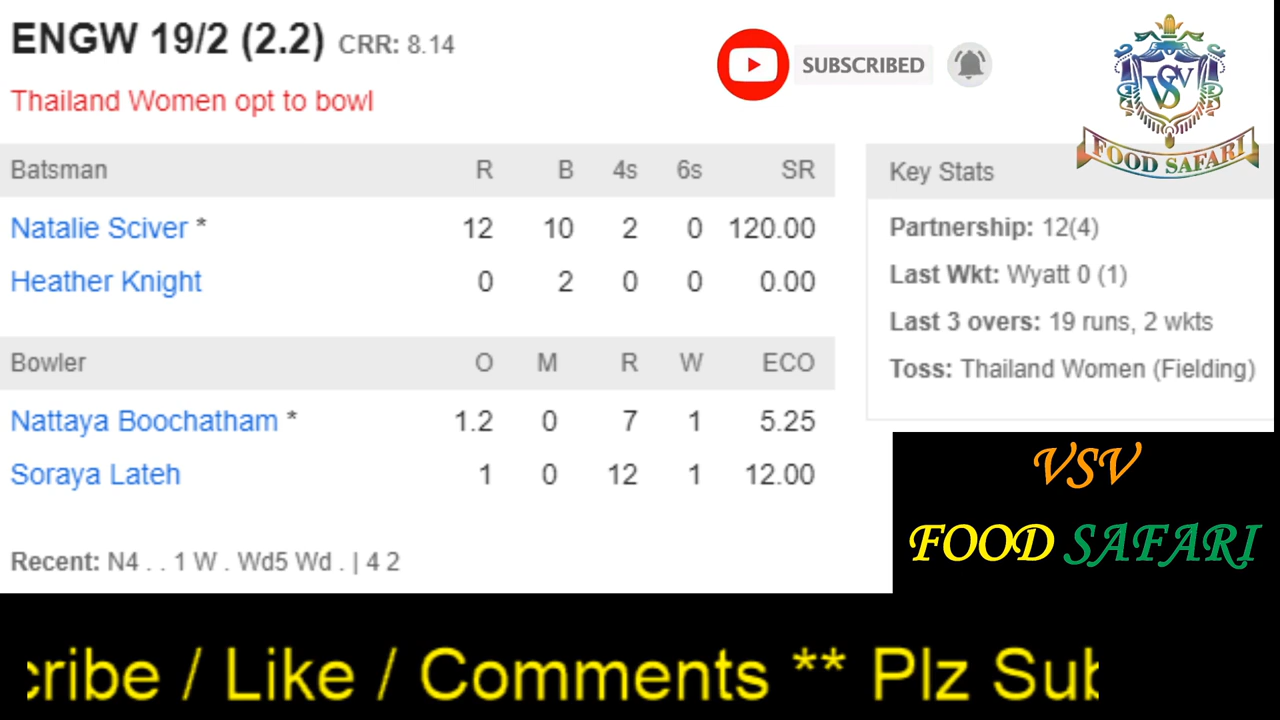 ENGW 19/2 (2.2) CRR: 8.14
SUBSCRIBED
VSV
FOOD SAFARI
Thailand Women opt to bowl
Batsman R B 4s 6s SR
Natalie Sciver * 12 10 2 0 120.00
Heather Knight 0 2 0 0 0.00
Bowler O M R W ECO
Nattaya Boochatham * 1.2 0 7 1 5.25
Soraya Lateh 1 0 12 1 12.00
Recent: N4 . . 1 W . Wd5 Wd . | 4 2
Key Stats
Partnership: 12(4)
Last Wkt: Wyatt 0 (1)
Last 3 overs: 19 runs, 2 wkts
Toss: Thailand Women (Fielding)
VSV
FOOD SAFARI
cribe / Like / Comments ** Plz Sub